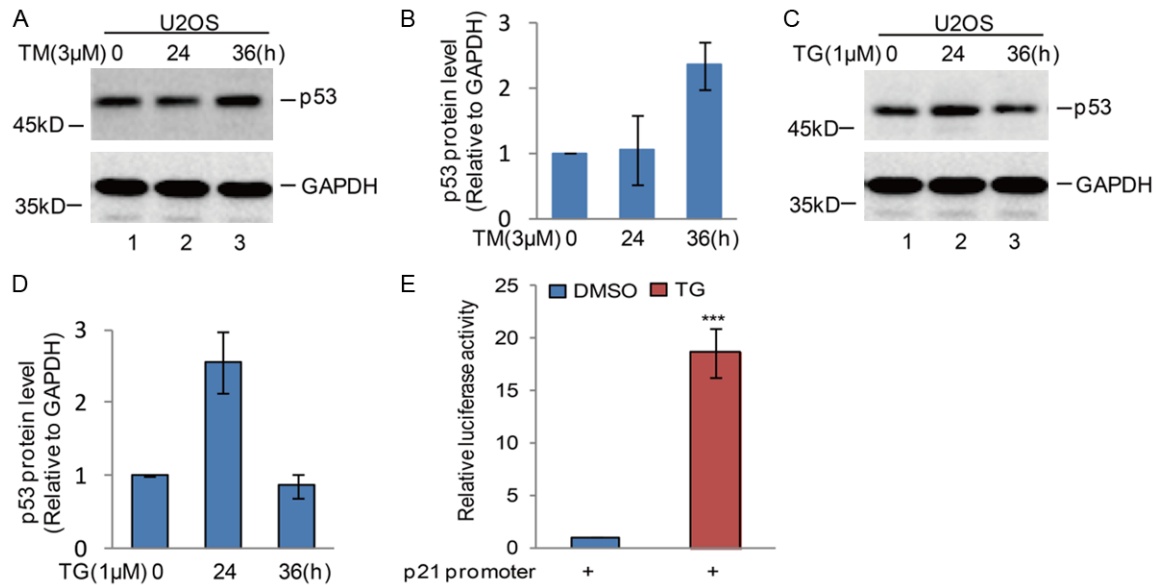 A
U2OS
TM(3μM) 0 24 36(h)
p53
45kD
GAPDH
35kD
1 2 3
B
p53 protein level
(Relative to GAPDH)
3
2
1
0
TM(3μM) 0 24 36(h)
C
U2OS
TG(1μM) 0 24 36(h)
p53
45kD
GAPDH
35kD
1 2 3
D
p53 protein level
(Relative to GAPDH)
3
2
1
0
TG(1μM) 0 24 36(h)
E
Relative luciferase activity
25
20
15
10
5
0
DMSO TG
***
p21 promoter + +